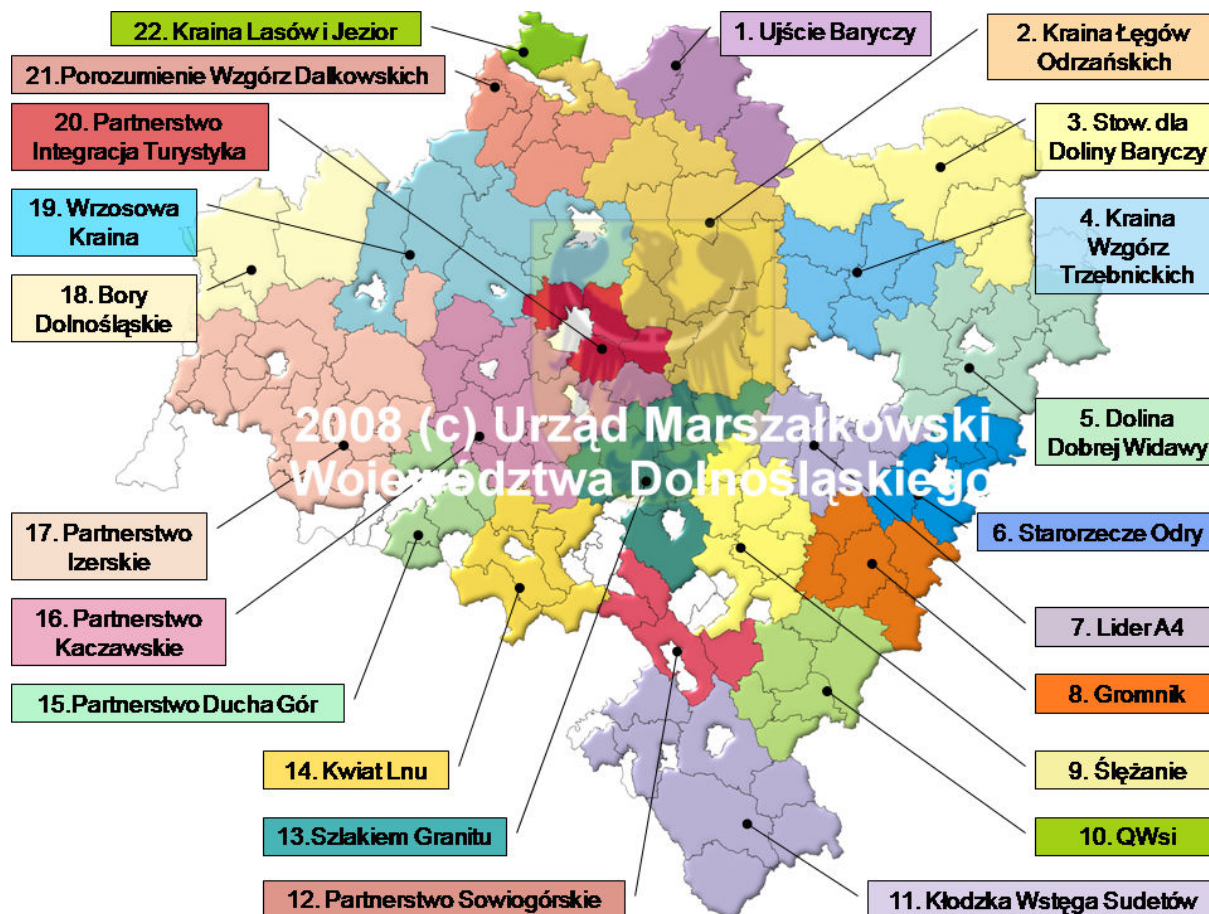 22. Kraina Lasów i Jezior
21.Porozumienie Wzgórz Dalkowskich
20. Partnerstwo
Integracja Turystyka
19. Wrzosowa
Kraina
18. Bory
Dolnośląskie
17. Partnerstwo
Izerskie
16. Partnerstwo
Kaczawskie
15.Partnerstwo Ducha Gór
14. Kwiat Lnu
13.Szlakiem Granitu
12. Partnerstwo Sowiogórskie
1. Ujście Baryczy
2. Kraina Łęgów
Odrzańskich
3. Stow. dla
Doliny Baryczy
4. Kraina
Wzgórz
Trzebnickich
5. Dolina
Dobrej Widawy
6. Starorzecze Odry
7. Lider A4
8. Gromnik
9. Ślężanie
10. QWsi
11. Kłodzka Wstęga Sudetów
2008 (c) Urząd Marszałkowski
Województwa Dolnośląskiego